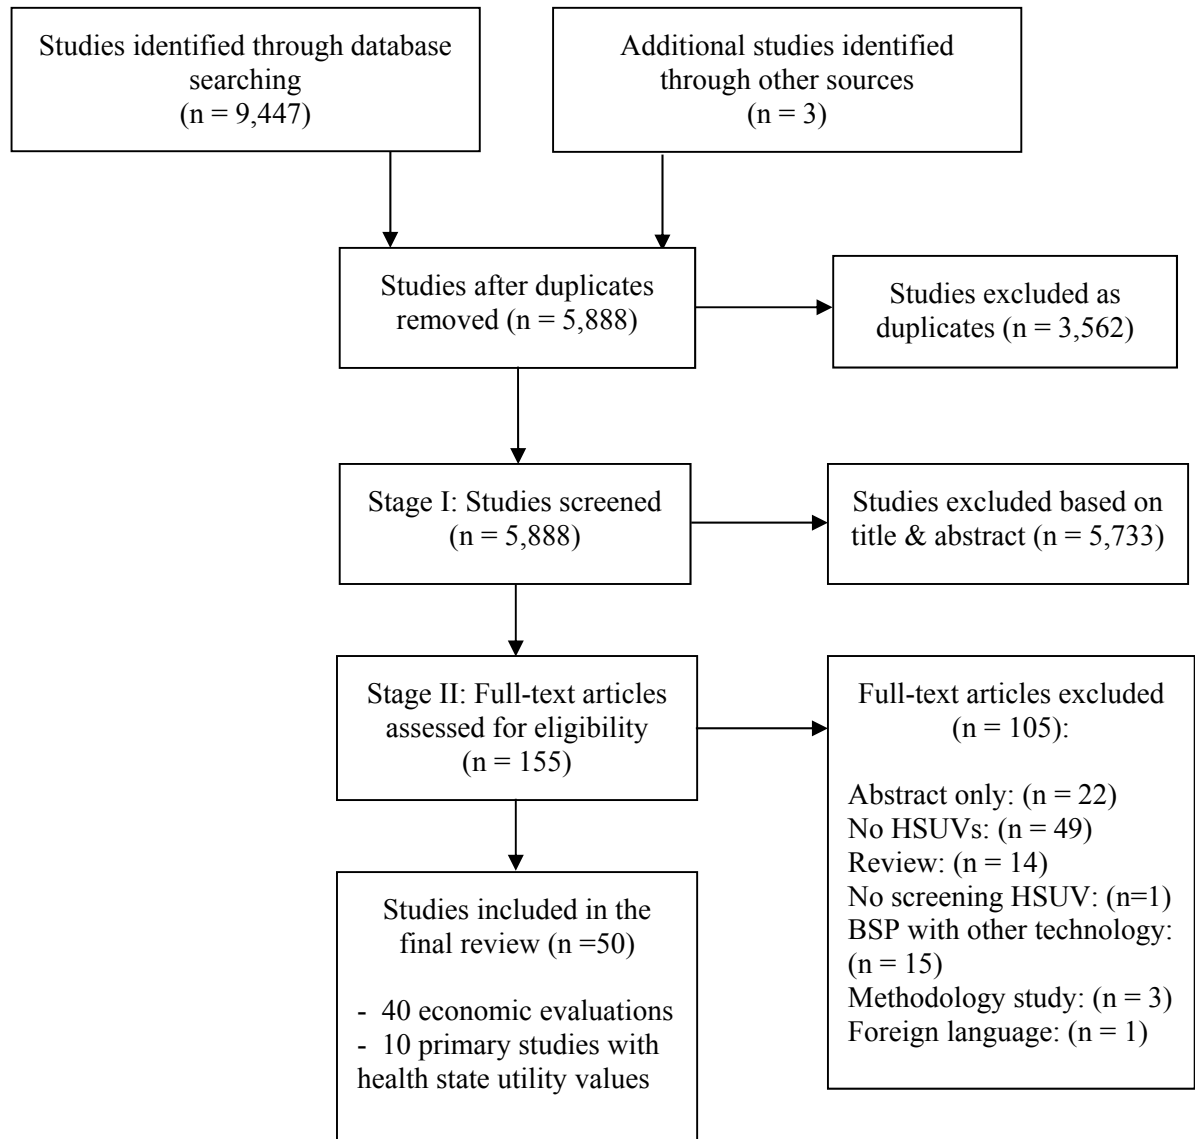 Studies identified through database
searching
(n = 9,447)
Additional studies identified
through other sources
(n = 3)
Studies after duplicates
removed (n = 5,888)
Studies excluded as
duplicates (n = 3,562)
Stage I: Studies screened
(n = 5,888)
Studies excluded based on
title & abstract (n = 5,733)
Stage II: Full-text articles
assessed for eligibility
(n = 155)
Full-text articles excluded
(n = 105):
Abstract only: (n = 22)
No HSUVs: (n = 49)
Review: (n = 14)
No screening HSUV: (n=1)
BSP with other technology:
(n = 15)
Methodology study: (n = 3)
Foreign language: (n = 1)
Studies included in the
final review (n =50)
- 40 economic evaluations
- 10 primary studies with
health state utility values